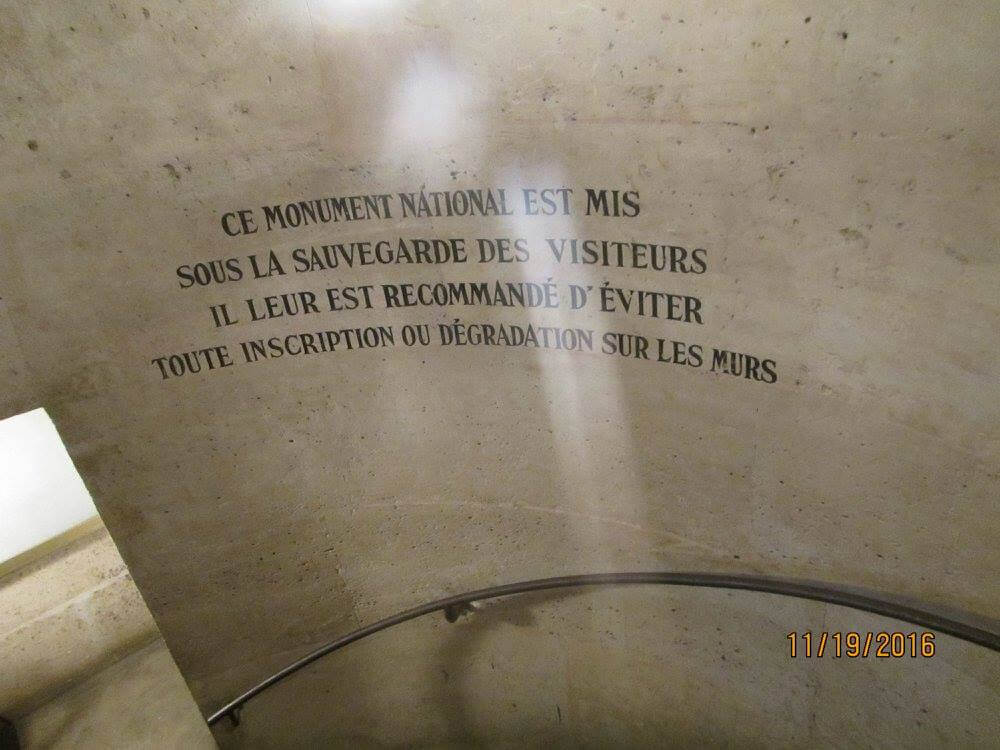 CE MONUMENT NATIONAL EST MIS
SOUS LA SAUVEGARDE DES VISITEURS
IL LEUR EST RECOMMANDÉ D'ÉVITER
TOUTE INSCRIPTION OU DÉGRADATION SUR LES MURS
11/19/2016